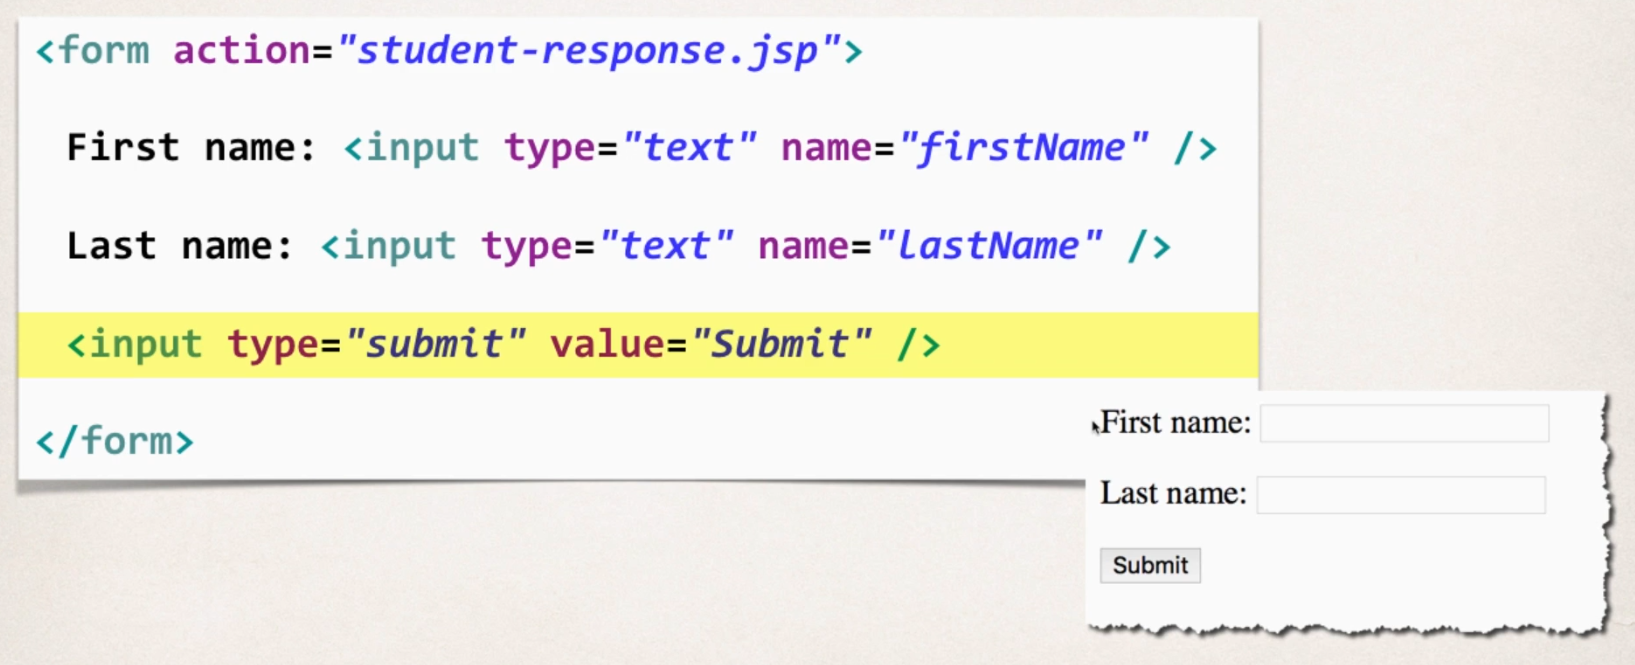 <form action="student-response.jsp">
First name: <input type="text" name="firstName" />
Last name: <input type="text" name="lastName" />
<input type="submit" value="Submit" />
</form>
First name:
Last name:
Submit